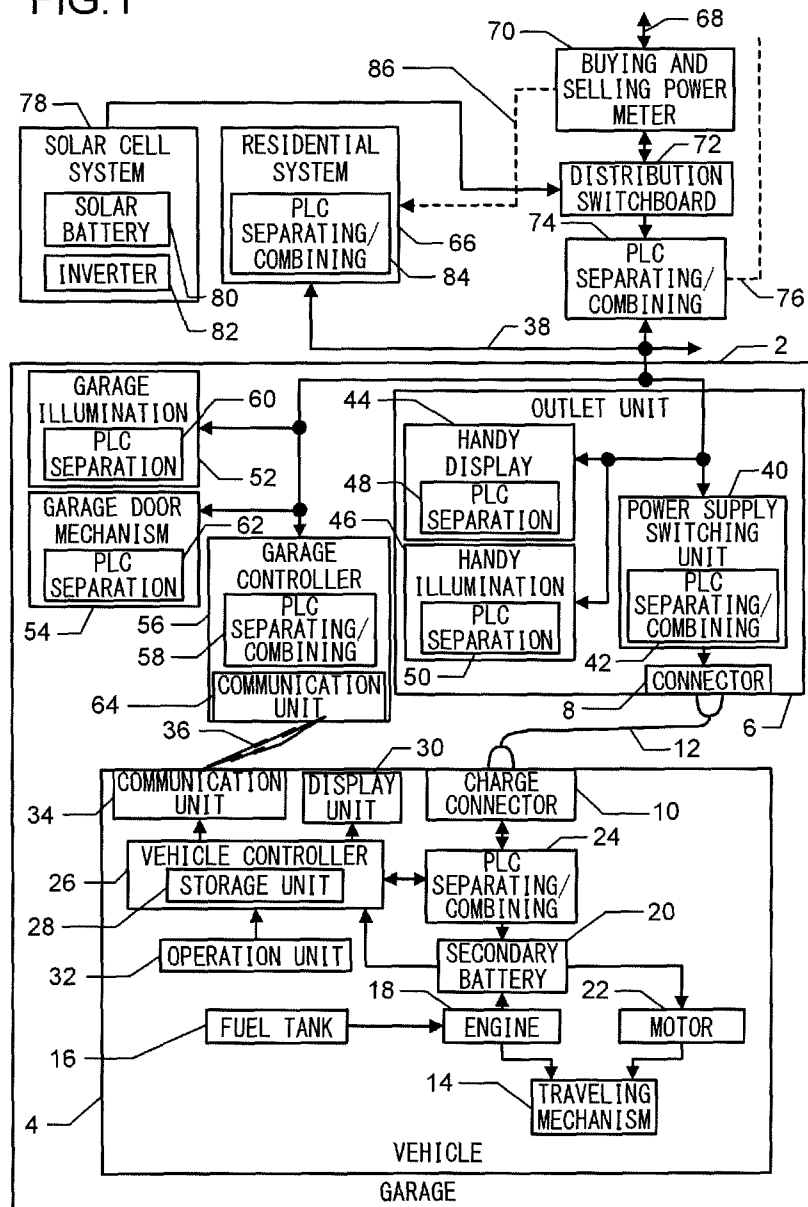 FIG. 1
68
70
86
BUYING AND
SELLING POWER
METER
78
SOLAR CELL
SYSTEM
SOLAR
BATTERY
INVERTER
80
82
RESIDENTIAL
SYSTEM
PLC
SEPARATING/
COMBINING
66
84
72
DISTRIBUTION
SWITCHBOARD
74
PLC
SEPARATING/
COMBINING
76
38
2
GARAGE
ILLUMINATION
60
PLC
SEPARATION
52
GARAGE DOOR
MECHANISM
62
PLC
SEPARATION
54
GARAGE
CONTROLLER
56
PLC
SEPARATING/
COMBINING
58
COMMUNICATION
UNIT
64
36
44
OUTLET UNIT
HANDY
DISPLAY
48
PLC
SEPARATION
46
HANDY
ILLUMINATION
PLC
SEPARATION
50
40
POWER SUPPLY
SWITCHING
UNIT
PLC
SEPARATING/
COMBINING
42
8
CONNECTOR
6
12
30
COMMUNICATION
UNIT
34
DISPLAY
UNIT
CHARGE
CONNECTOR
10
24
VEHICLE CONTROLLER
26
STORAGE UNIT
28
PLC
SEPARATING/
COMBINING
OPERATION UNIT
32
SECONDARY
BATTERY
20
18
22
FUEL TANK
16
ENGINE
MOTOR
14
TRAVELING
MECHANISM
4
VEHICLE
GARAGE